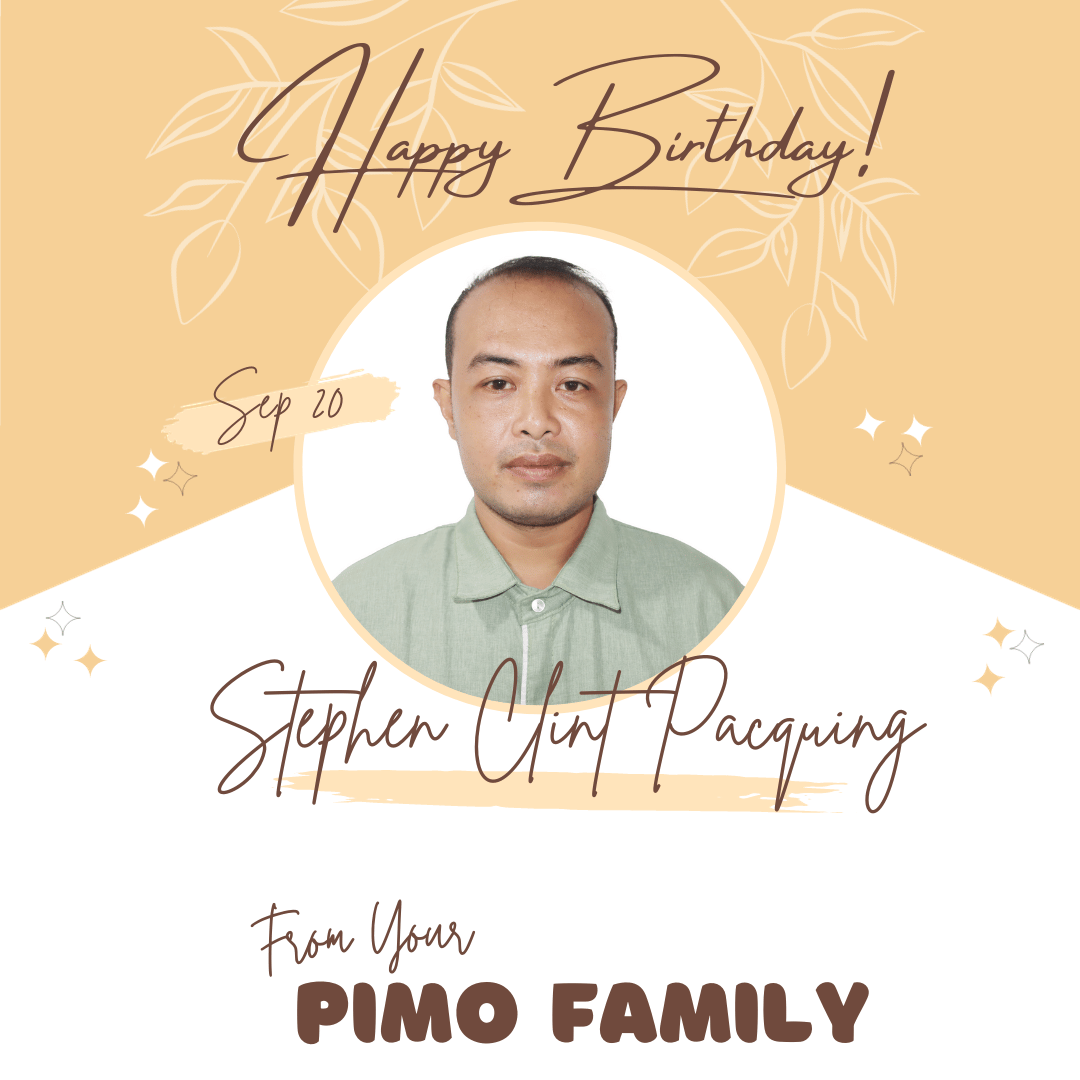 Happy Birthday!
Sep 20
Stephen Clint Pacquing
From Your
PIMO FAMILY